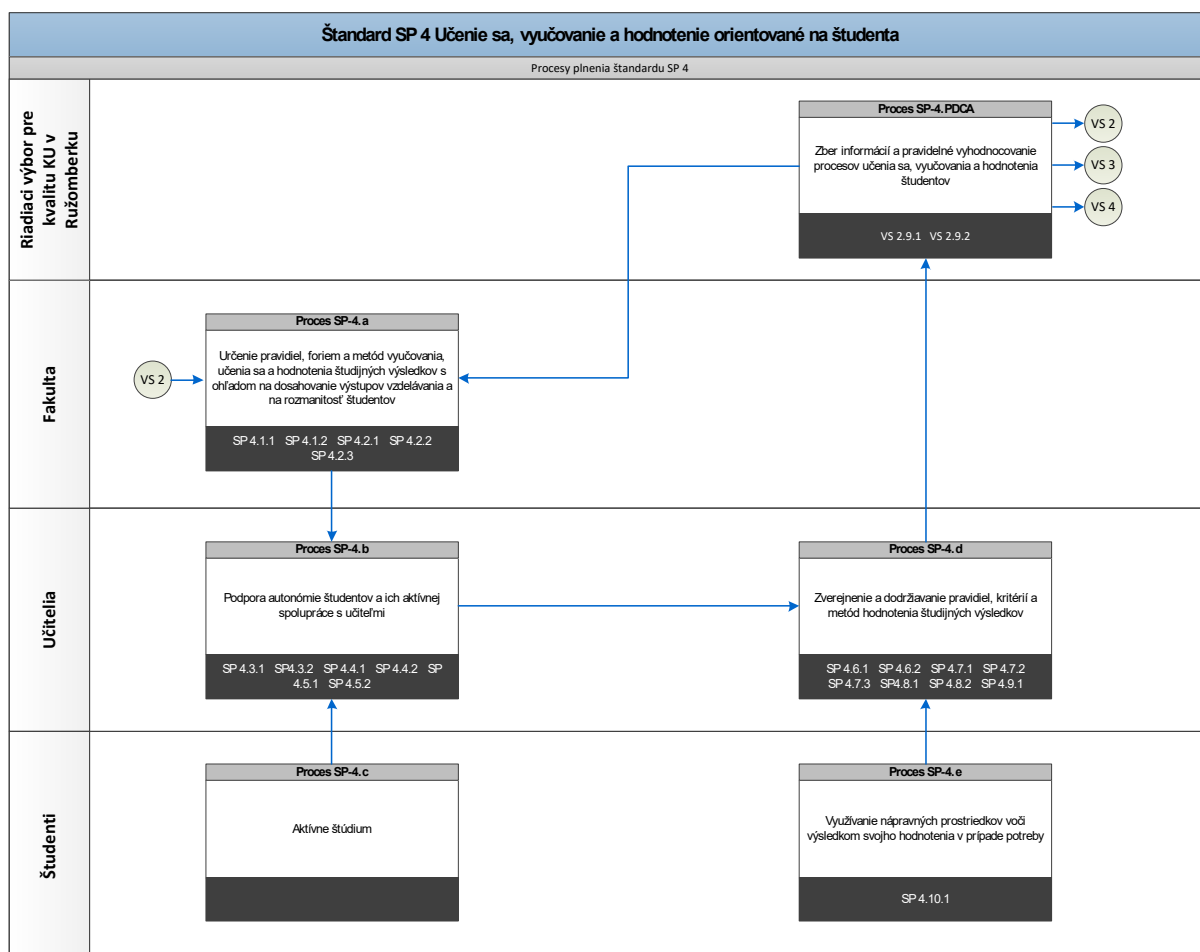 Štandard SP 4 Učenie sa, vyučovanie a hodnotenie orientované na študenta
Procesy plnenia štandardu SP 4
Riadiaci výbor pre
kvalitu KU v
Ružomberku
Proces SP-4.PDCA
Zber informácií a pravidelné vyhodnocovanie
procesov učenia sa, vyučovania a hodnotenia
študentov
VS 2.9.1 VS 2.9.2
VS 2
VS 3
VS 4
Fakulta
VS 2
Proces SP-4.a
Určenie pravidiel, foriem a metód vyučovania,
učenia sa a hodnotenia študijných výsledkov s
ohľadom na dosahovanie výstupov vzdelávania a
na rozmanitosť študentov
SP 4.1.1 SP 4.1.2 SP 4.2.1 SP 4.2.2
SP 4.2.3
Učitelia
Proces SP-4.b
Podpora autonómie študentov a ich aktívnej
spolupráce s učiteľmi
SP 4.3.1 SP4.3.2 SP 4.4.1 SP 4.4.2 SP
4.5.1 SP 4.5.2
Proces SP-4.d
Zverejnenie a dodržiavanie pravidiel, kritérií a
metód hodnotenia študijných výsledkov
SP 4.6.1 SP 4.6.2 SP 4.7.1 SP 4.7.2
SP 4.7.3 SP4.8.1 SP 4.8.2 SP 4.9.1
Študenti
Proces SP-4.c
Aktívne štúdium
Proces SP-4.e
Využívanie nápravných prostriedkov voči
výsledkom svojho hodnotenia v prípade potreby
SP 4.10.1